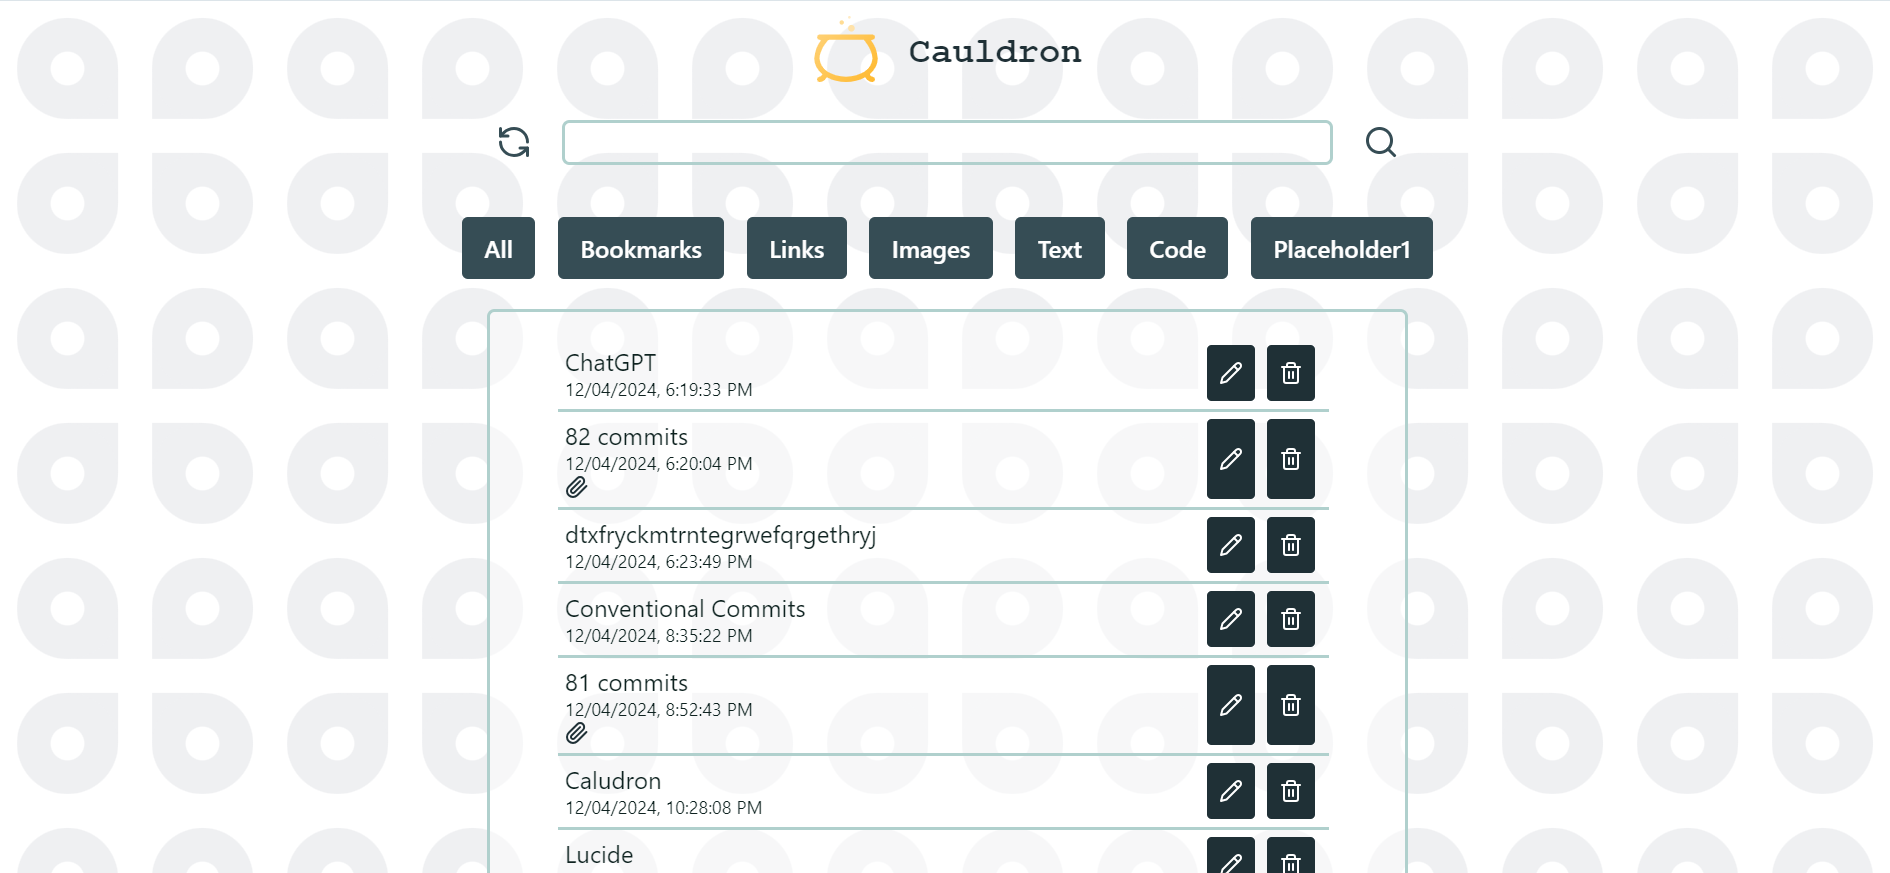 Cauldron
All
Bookmarks
Links
Images
Text
Code
Placeholder1
ChatGPT
12/04/2024, 6:19:33 PM
82 commits
12/04/2024, 6:20:04 PM
dtxfryckmtrntegrwefqrgethryj
12/04/2024, 6:23:49 PM
Conventional Commits
12/04/2024, 8:35:22 PM
81 commits
12/04/2024, 8:52:43 PM
Caludron
12/04/2024, 10:28:08 PM
Lucide